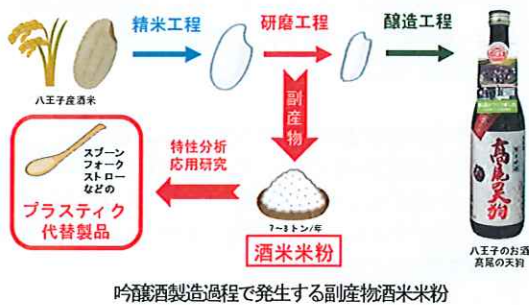 精米工程
研磨工程
醸造工程
八王子産酒米
副産物
スプーン
フォーク
ストロー
などの
プラスティック
代替製品
特性分析
応用研究
7〜8トン/年
酒米米粉
高尾の天狗
八王子のお酒
高尾の天狗
吟醸酒製造過程で発生する副産物酒米米粉